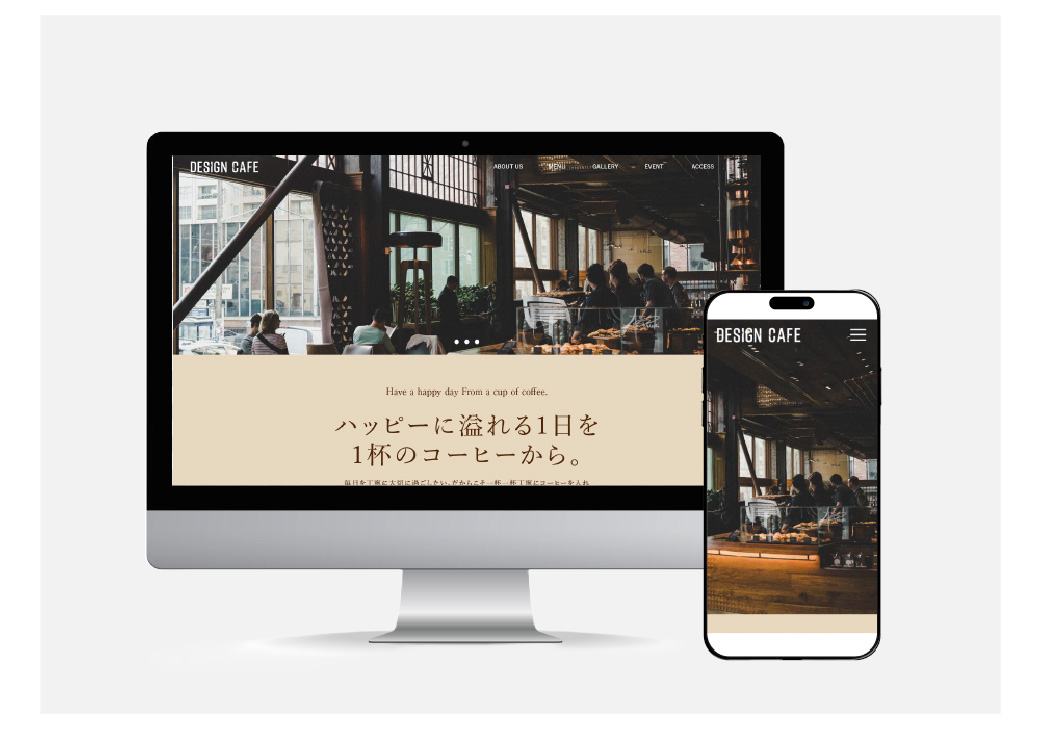 DESIGN CAFE
ABOUT US MENU GALLERY EVENT ACCESS
Have a happy day From a cup of coffee.
ハッピーに溢れる1日を
1杯のコーヒーから。
毎日を丁寧に大切に過ごしたい。だからこそ一杯一杯丁寧にコーヒーを入れ
DESIGN CAFE